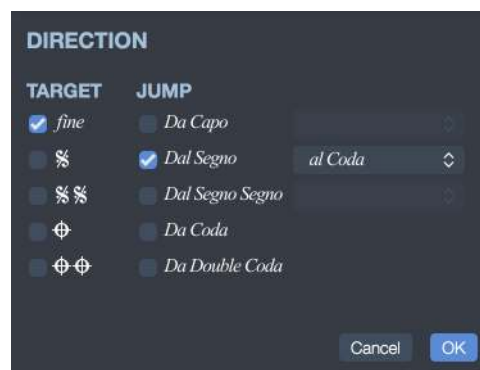 DIRECTION
TARGET JUMP
fine Da Capo
Dal Segno al Coda
Dal Segno Segno
Da Coda
Da Double Coda
Cancel OK